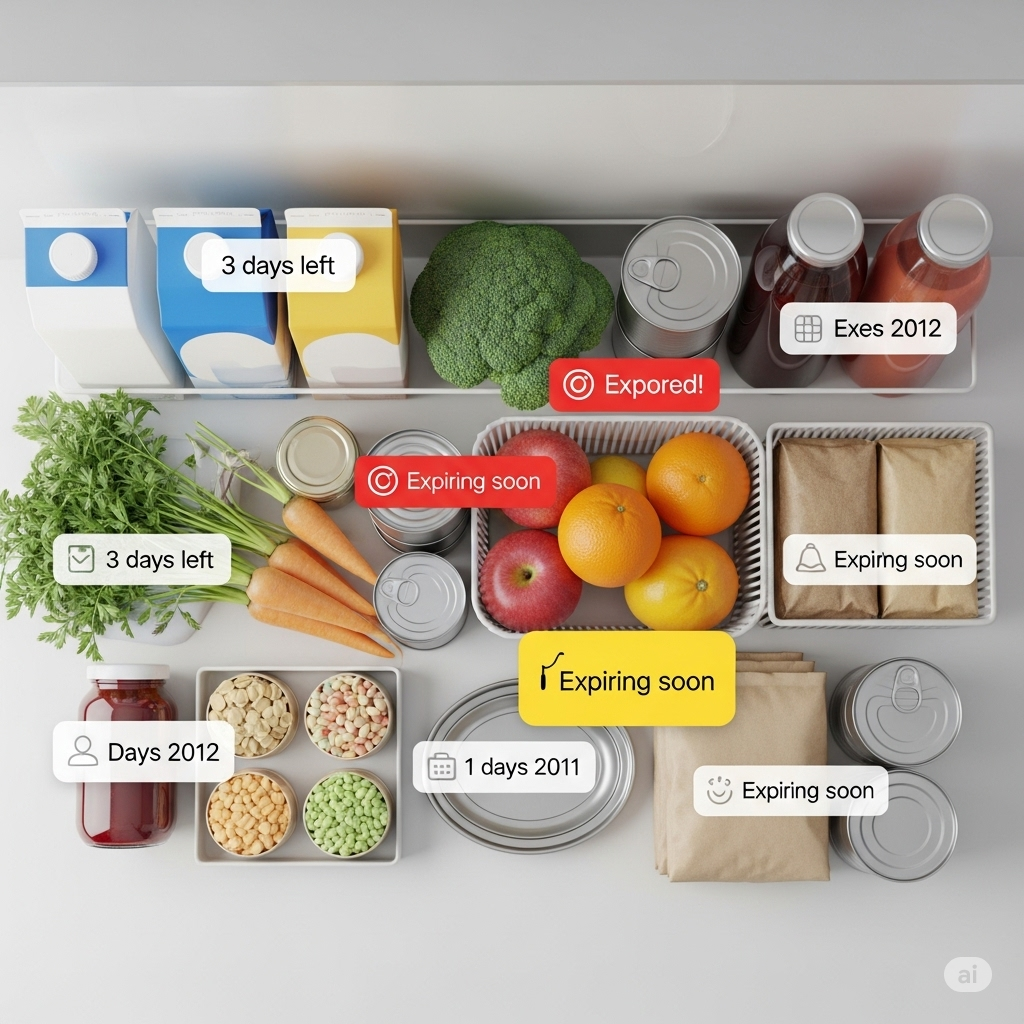 3 days left
Exes 2012
Expored!
Expiring soon
3 days left
Expirng soon
Expiring soon
Days 2012
1 days 2011
Expiring soon
ai